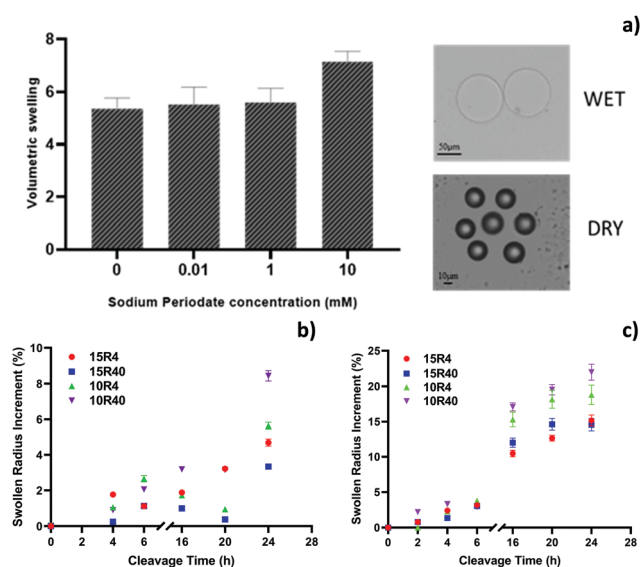 a)
8
6
4
2
0
Volumetric swelling
0 0.01 1 10
Sodium Periodate concentration (mM)
50µm
WET
10µm
DRY
b)
15R4
15R40
10R4
10R40
10
8
6
4
2
0
Swollen Radius Increment (%)
0 2 4 6 16 20 24 28
Cleavage Time (h)
c)
15R4
15R40
10R4
10R40
25
20
15
10
5
0
Swollen Radius Increment (%)
0 2 4 6 16 20 24 28
Cleavage Time (h)